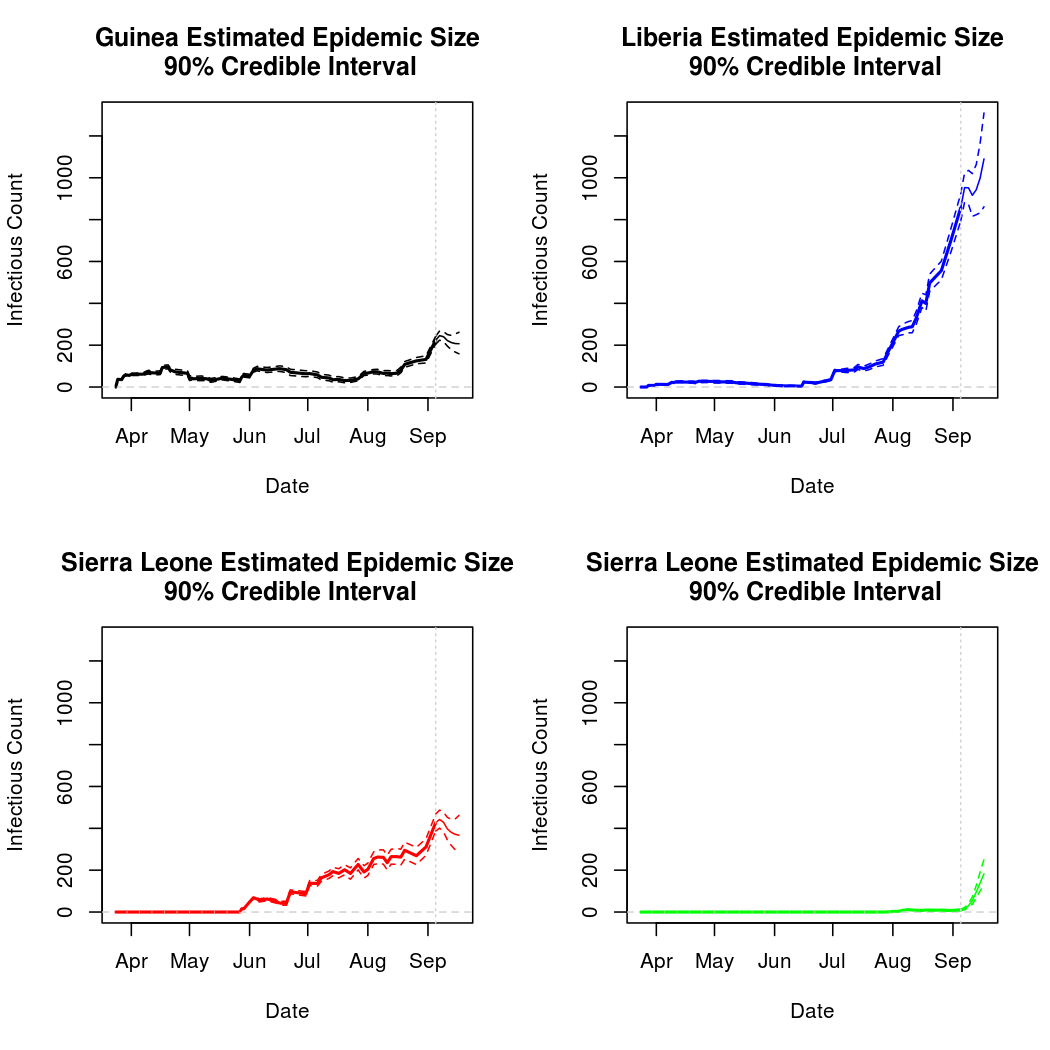 Guinea Estimated Epidemic Size
90% Credible Interval
Infectious Count
1000
600
200
0
Apr May Jun Jul Aug Sep
Date
Liberia Estimated Epidemic Size
90% Credible Interval
Infectious Count
1000
600
200
0
Apr May Jun Jul Aug Sep
Date
Sierra Leone Estimated Epidemic Size
90% Credible Interval
Infectious Count
1000
600
200
0
Apr May Jun Jul Aug Sep
Date
Sierra Leone Estimated Epidemic Size
90% Credible Interval
Infectious Count
1000
600
200
0
Apr May Jun Jul Aug Sep
Date